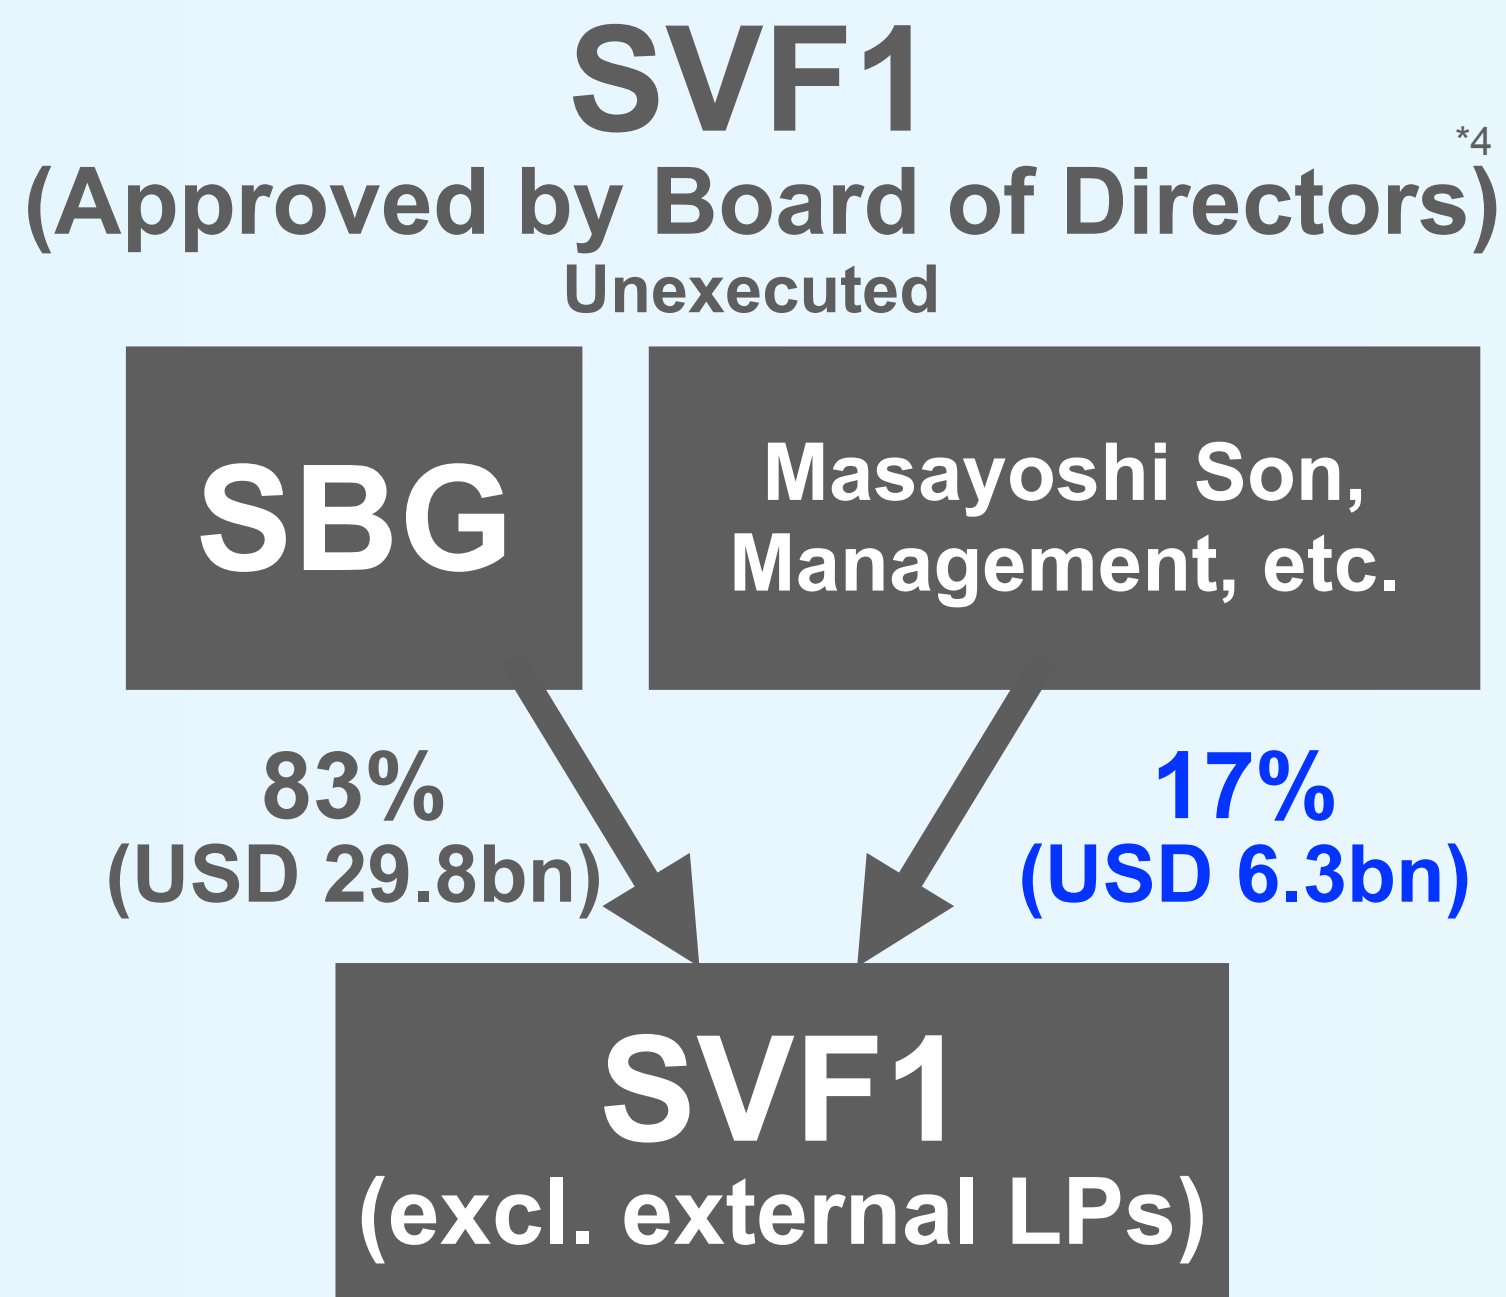 SVF1
*4
(Approved by Board of Directors)
Unexecuted
SBG
Masayoshi Son,
Management, etc.
83%
(USD 29.8bn)
17%
(USD 6.3bn)
SVF1
(excl. external LPs)